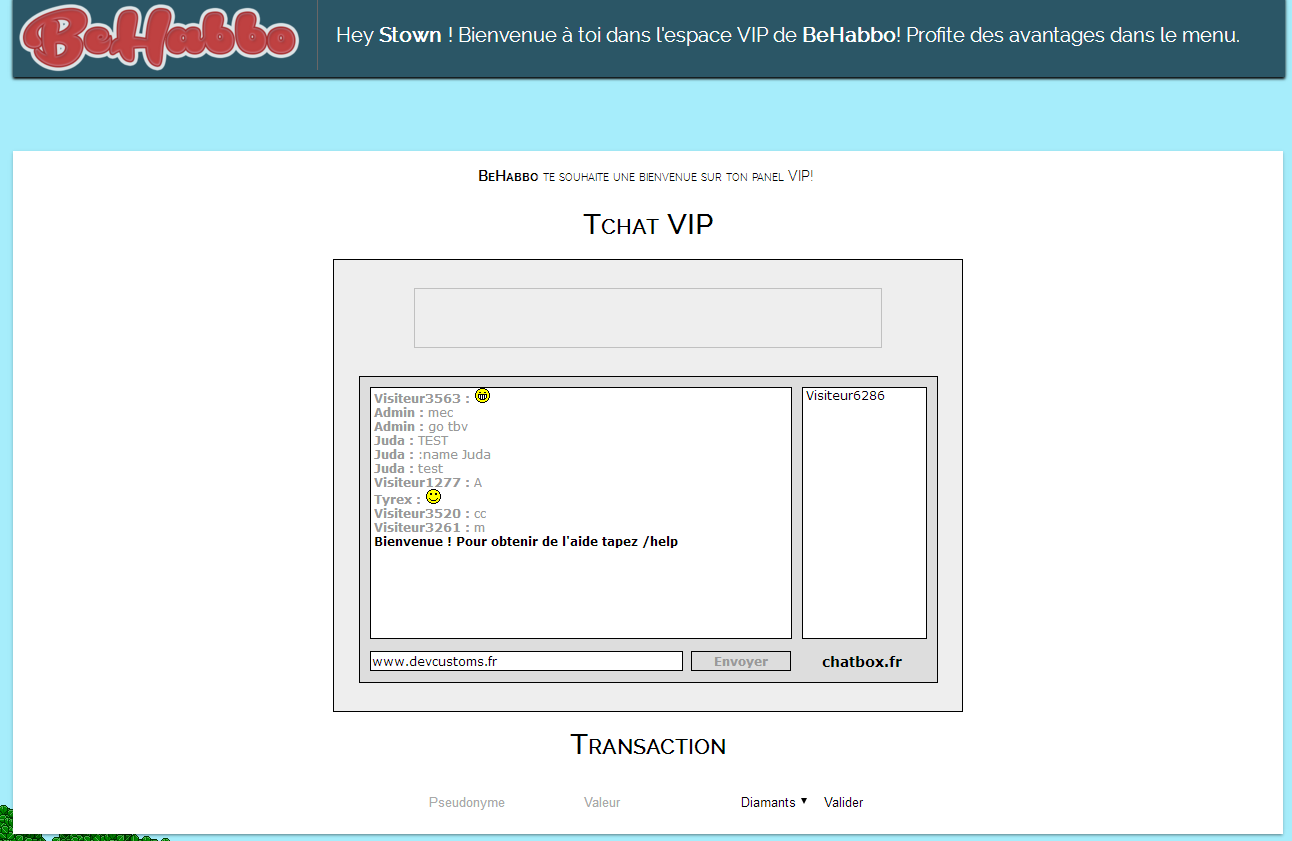 BeHabbo
Hey Stown ! Bienvenue à toi dans l'espace VIP de BeHabbo! Profite des avantages dans le menu.
BeHabbo te souhaite une bienvenue sur ton panel VIP!
Tchat VIP
Visiteur3563 :
Visiteur6286
Admin : mec
Admin : go tbv
Juda : TEST
Juda : :name Juda
Juda : test
Visiteur1277 : A
Tyrex :
Visiteur3520 : cc
Visiteur3261 : m
Bienvenue ! Pour obtenir de l'aide tapez /help
www.devcustoms.fr
Envoyer
chatbox.fr
Transaction
Pseudonyme Valeur Diamants Valider